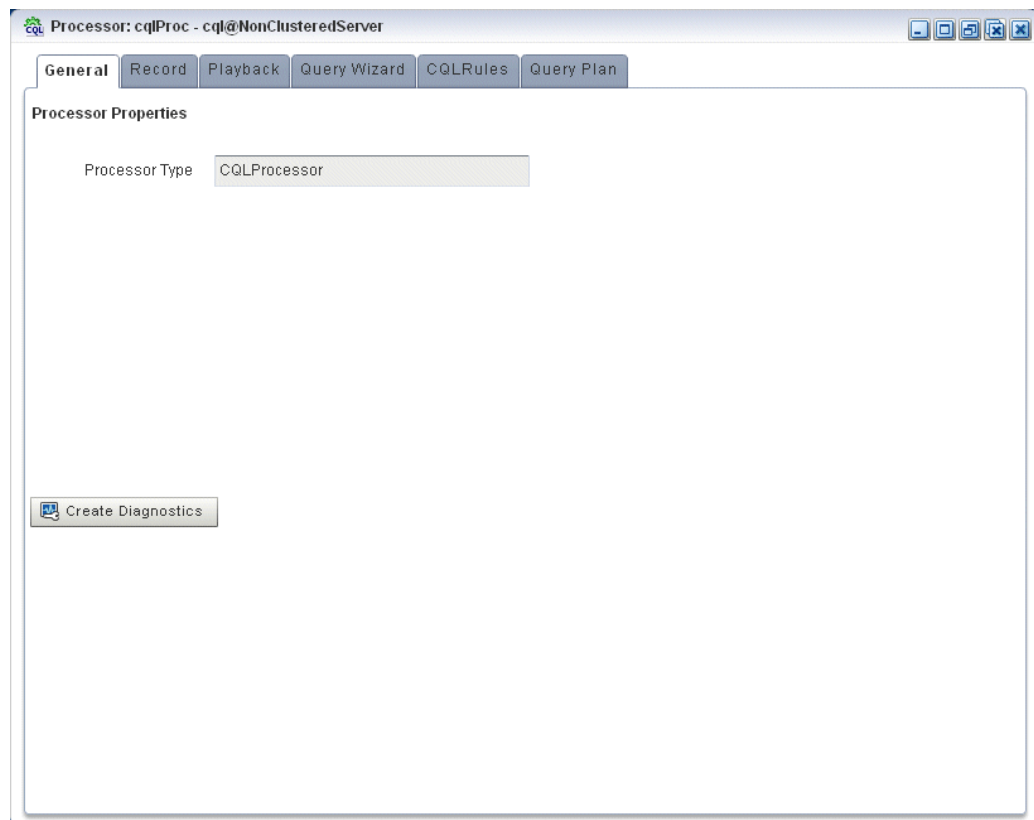 CQL
Processor: cqlProc - cql@NonClusteredServer
General Record Playback Query Wizard CQLRules Query Plan
Processor Properties
Processor Type CQLProcessor
Create Diagnostics